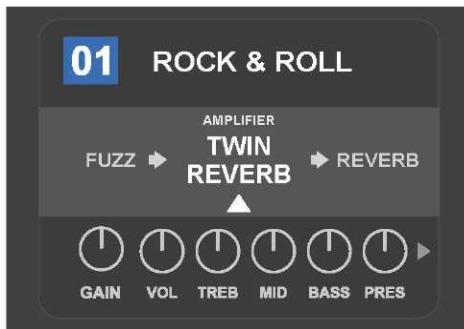 01 ROCK & ROLL
AMPLIFIER
FUZZ TWIN REVERB REVERB
GAIN VOL TREB MID BASS PRES